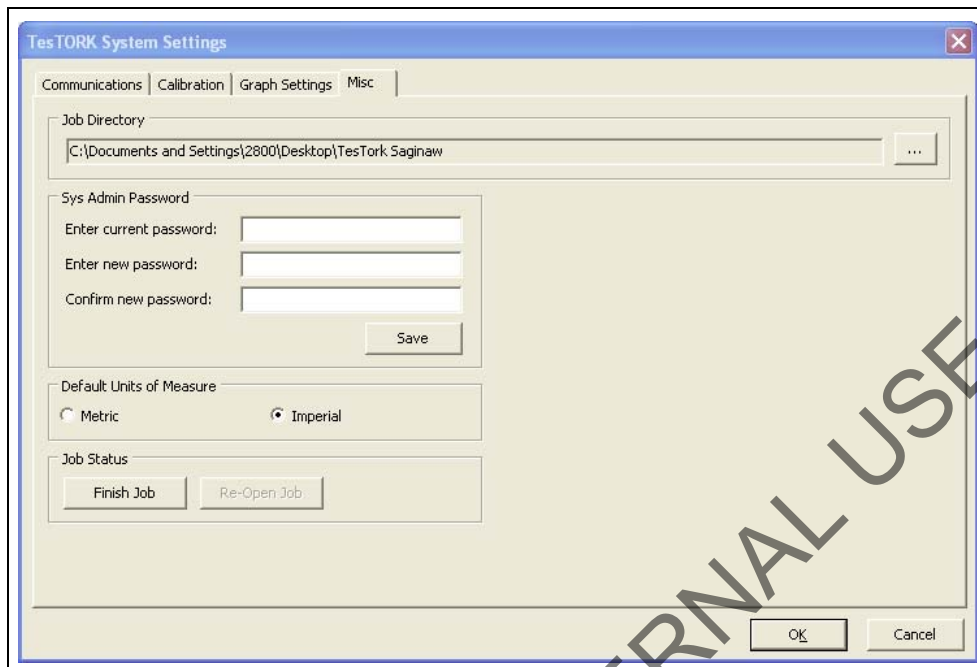 TesTORK System Settings
Communications
Calibration
Graph Settings
Misc
Job Directory
C:\Documents and Settings\2800\Desktop\TesTork Saginaw
...
Sys Admin Password
Enter current password:
Enter new password:
Confirm new password:
Save
Default Units of Measure
Metric
Imperial
Job Status
Finish Job
Re-Open Job
OK
Cancel
ERNAL USE